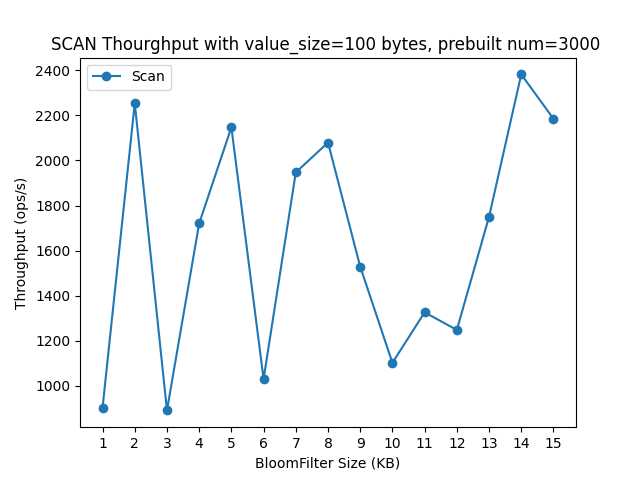 SCAN Thourghput with value_size=100 bytes, prebuilt num=3000
Scan
Throughput (ops/s)
2400
2200
2000
1800
1600
1400
1200
1000
1 2 3 4 5 6 7 8 9 10 11 12 13 14 15
BloomFilter Size (KB)